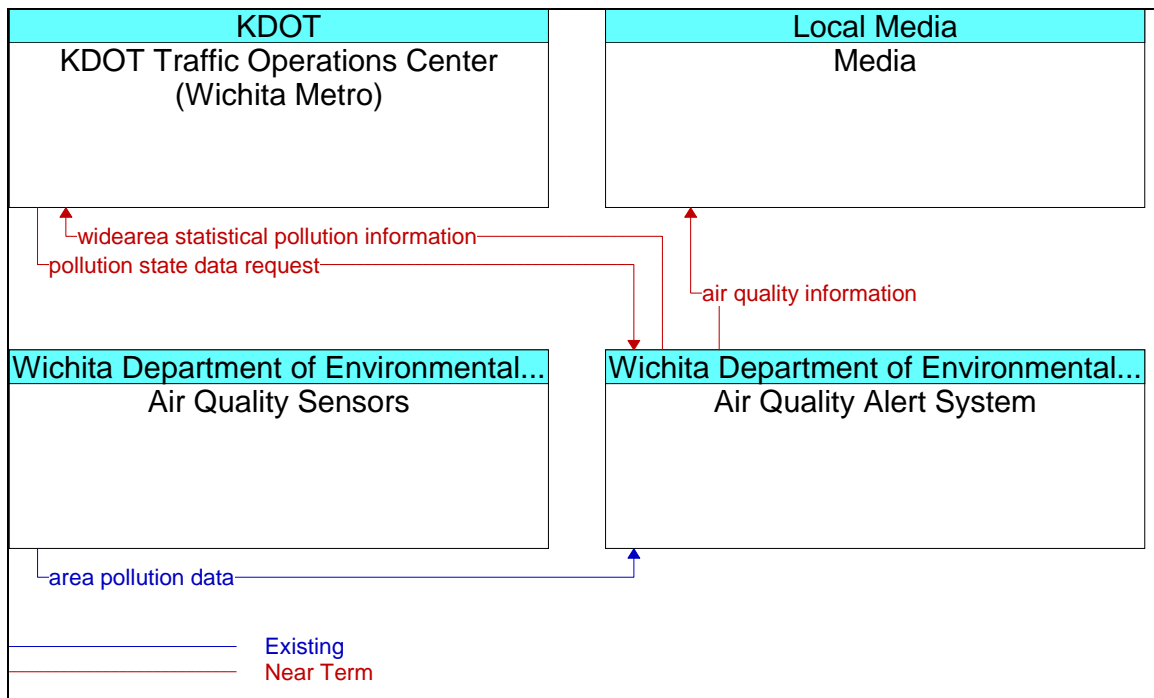 KDOT
KDOT Traffic Operations Center
(Wichita Metro)
Local Media
Media
widearea statistical pollution information
pollution state data request
air quality information
Wichita Department of Environmental...
Air Quality Sensors
Wichita Department of Environmental...
Air Quality Alert System
area pollution data
Existing
Near Term